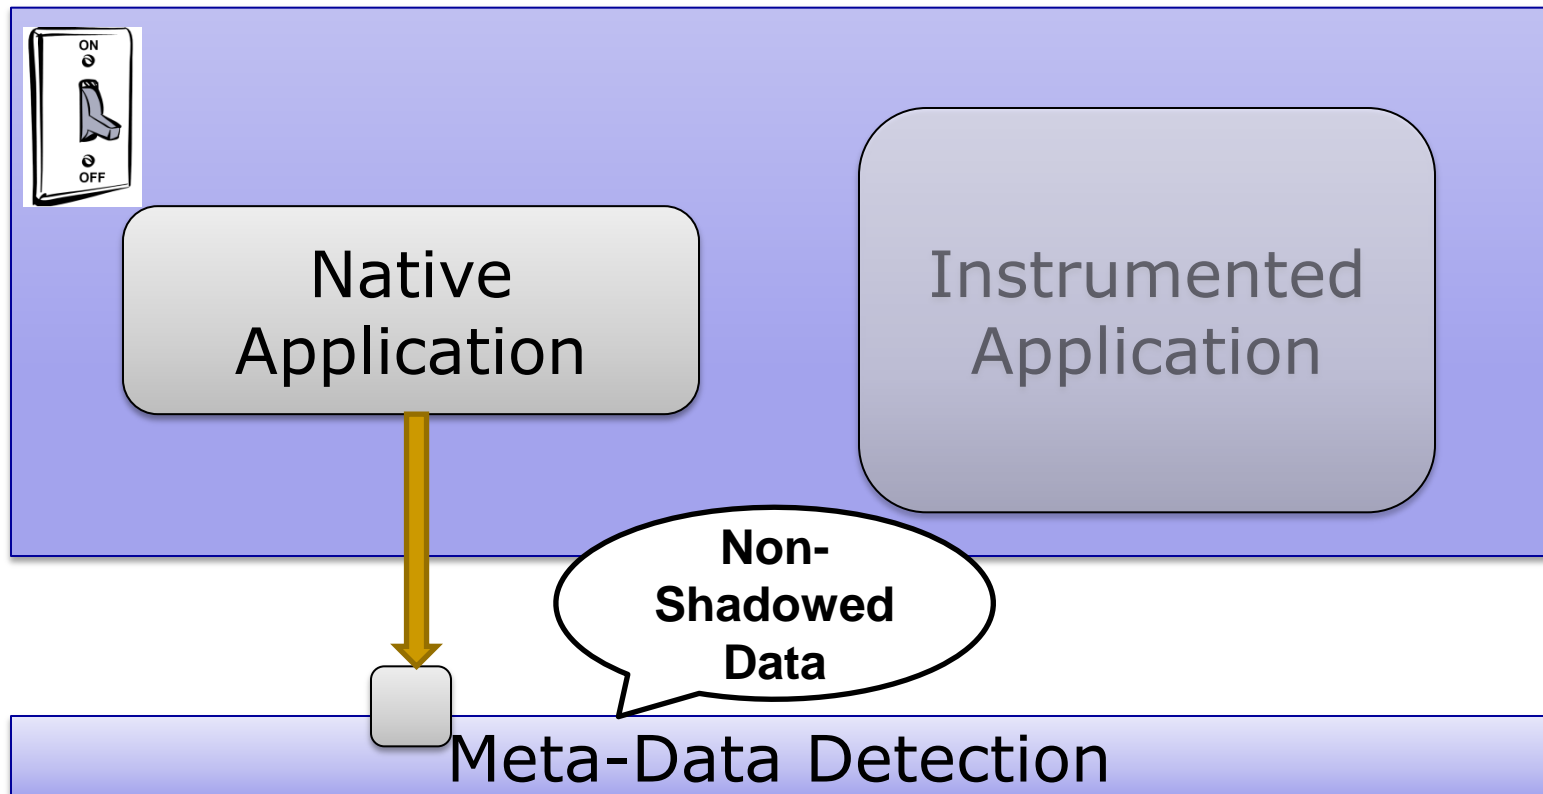 ON
OFF
Native
Application
Instrumented
Application
Non-
Shadowed
Data
Meta-Data Detection